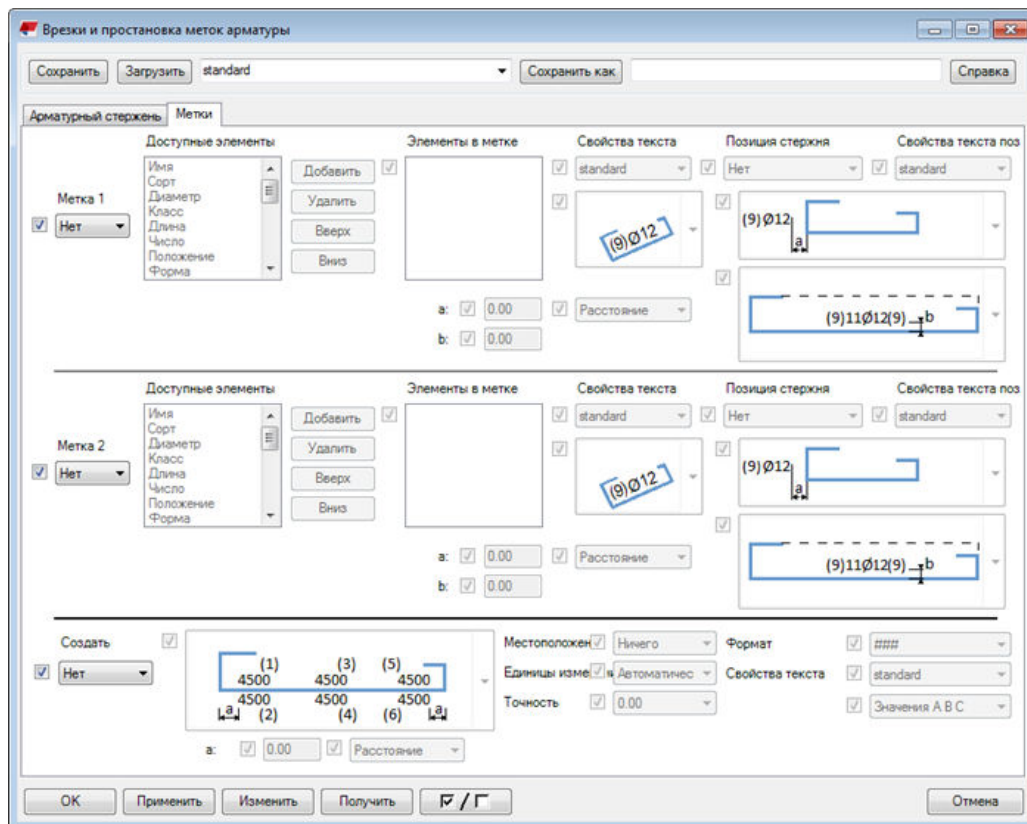 Врезки и простановка меток арматуры
Сохранить Загрузить standard Сохранить как Справка
Арматурный стержень Метки
Доступные элементы Элементы в метке Свойства текста Позиция стержня Свойства текста поз
Метка 1
Нет
Имя
Сорт
Диаметр
Класс
Длина
Число
Положение
Форма
Добавить
Удалить
Вверх
Вниз
standard Нет standard
(9)Ø12
(9)Ø12
a
(9)11Ø12(9) b
a: 0.00 Расстояние
b: 0.00
Доступные элементы Элементы в метке Свойства текста Позиция стержня Свойства текста поз
Метка 2
Нет
Имя
Сорт
Диаметр
Класс
Длина
Число
Положение
Форма
Добавить
Удалить
Вверх
Вниз
standard Нет standard
(9)Ø12
(9)Ø12
a
(9)11Ø12(9) b
a: 0.00 Расстояние
b: 0.00
Создать
Нет
(1) (3) (5)
4500 4500 4500
4500 4500 4500
a (2) (4) (6) a
a: 0.00 Расстояние
Местоположен Ничего Формат ###
Единицы изме я Автоматичес Свойства текста standard
Точность 0.00 Значения A B C
OK Применить Изменить Получить / Отмена